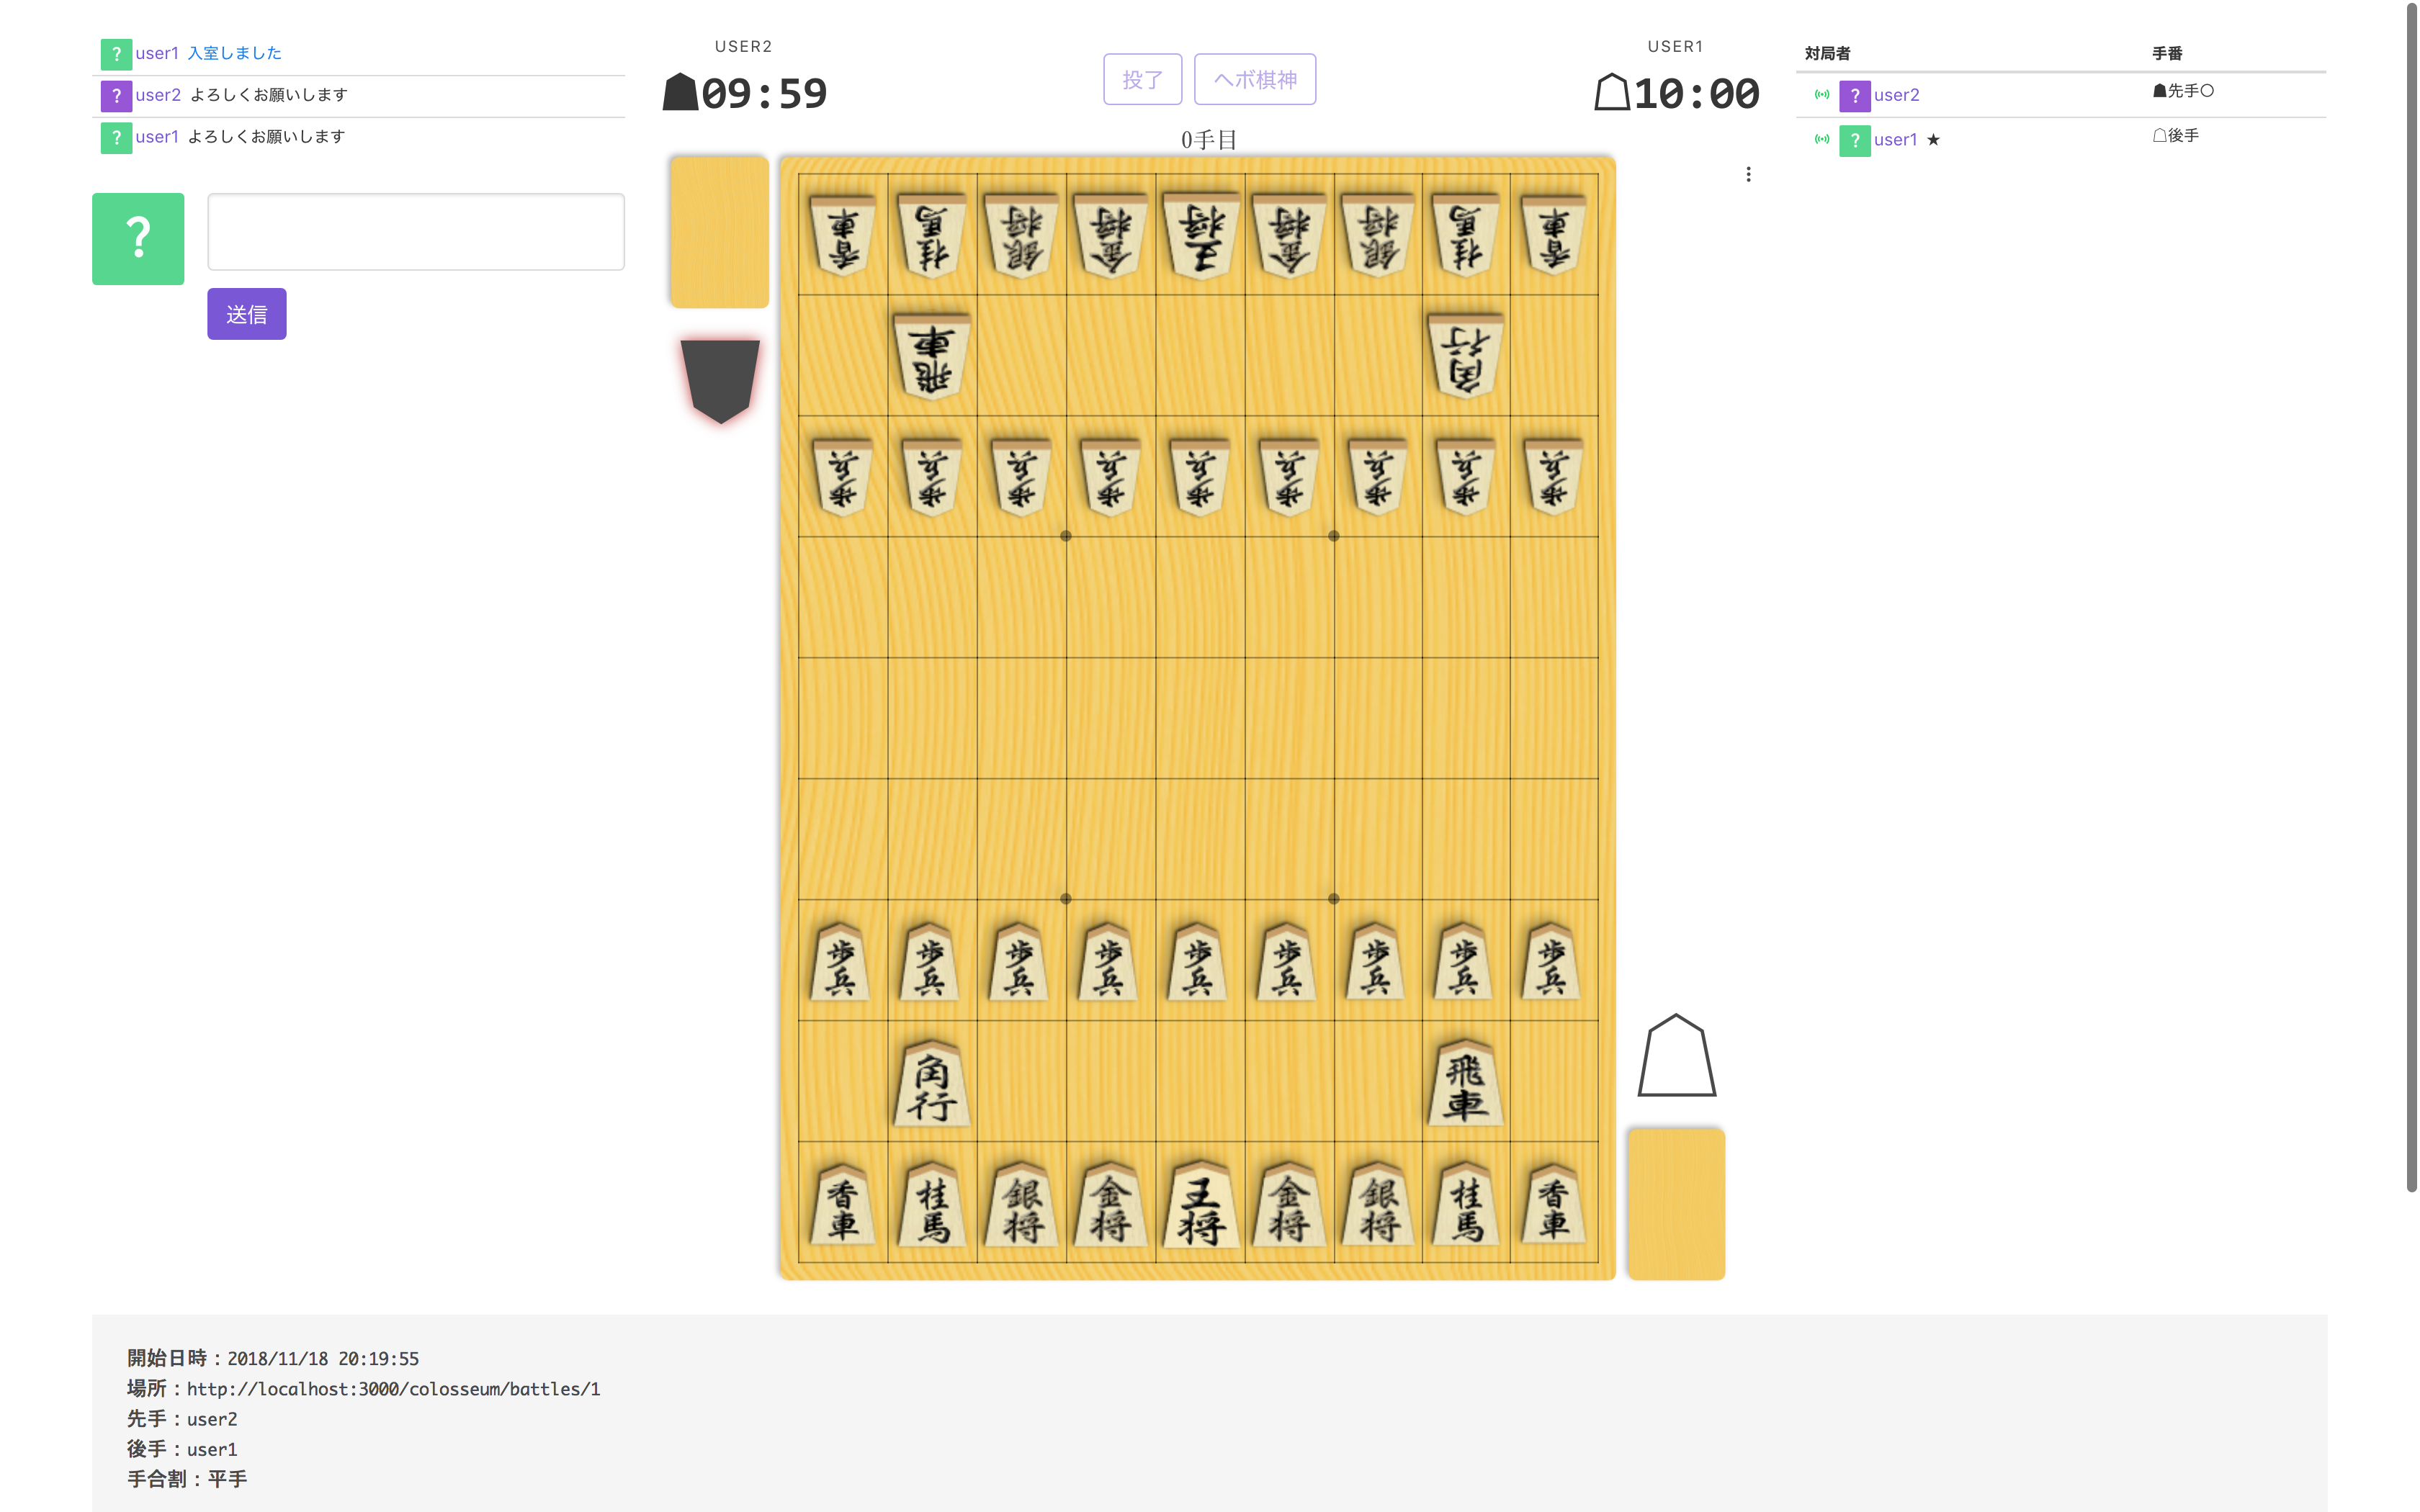 ? user1 入室しました
? user2 よろしくお願いします
? user1 よろしくお願いします
?
送信
USER2
09:59
投了 ヘボ棋神
USER1
10:00
0手目
対局者 手番
? user2 ☗先手○
? user1 ★ ☖後手
香車 桂馬 銀将 金将 王将 金将 銀将 桂馬 香車
飛車 角行
歩兵 歩兵 歩兵 歩兵 歩兵 歩兵 歩兵 歩兵 歩兵
歩兵 歩兵 歩兵 歩兵 歩兵 歩兵 歩兵 歩兵 歩兵
角行 飛車
香車 桂馬 銀将 金将 王将 金将 銀将 桂馬 香車
開始日時：2018/11/18 20:19:55
場所：http://localhost:3000/colosseum/battles/1
先手：user2
後手：user1
手合割：平手